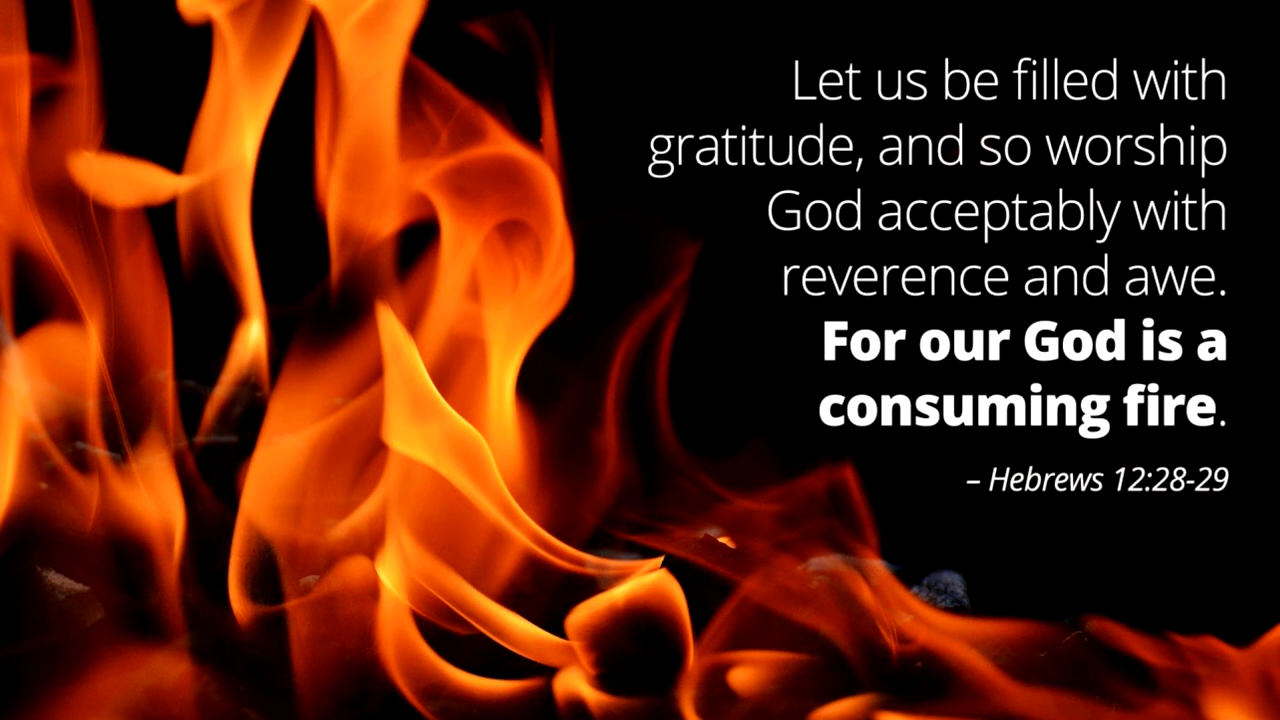 Let us be filled with
gratitude, and so worship
God acceptably with
reverence and awe.
For our God is a
consuming fire.
– Hebrews 12:28-29